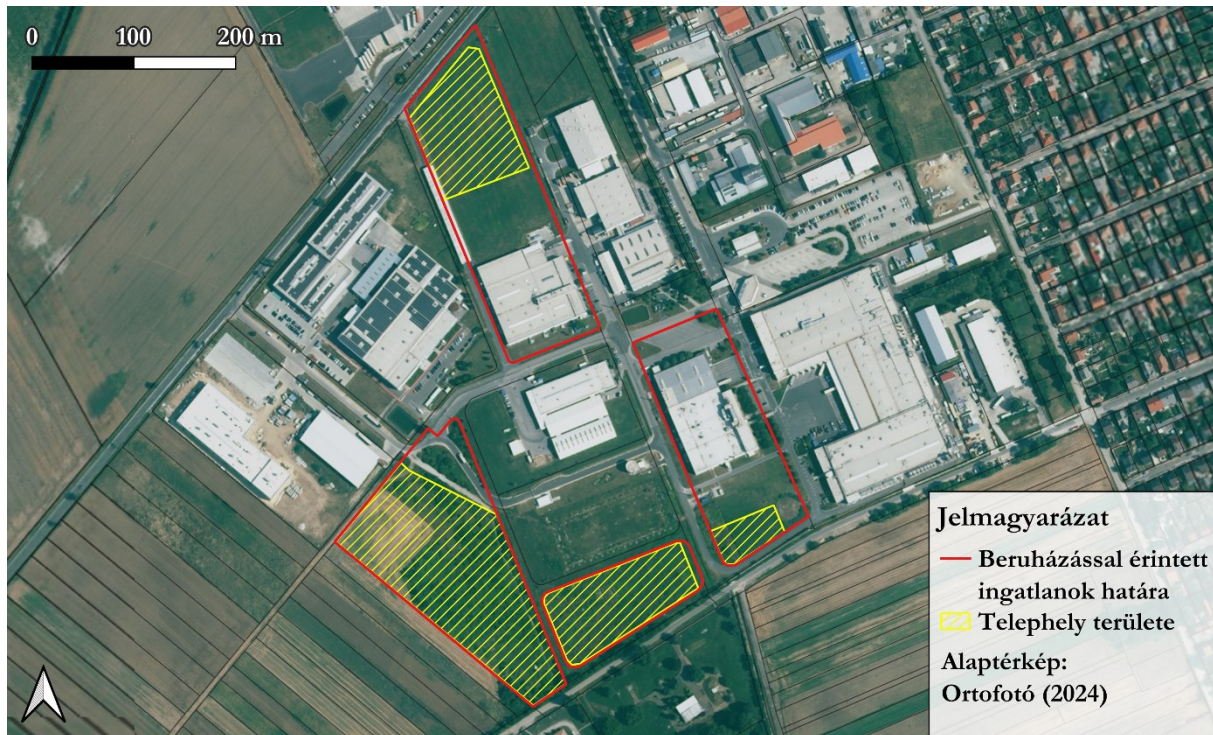 0 100 200 m
Jelmagyarázat
Beruházással érintett
ingatlanok határa
Telephely területe
Alaptérkép:
Ortofotó (2024)